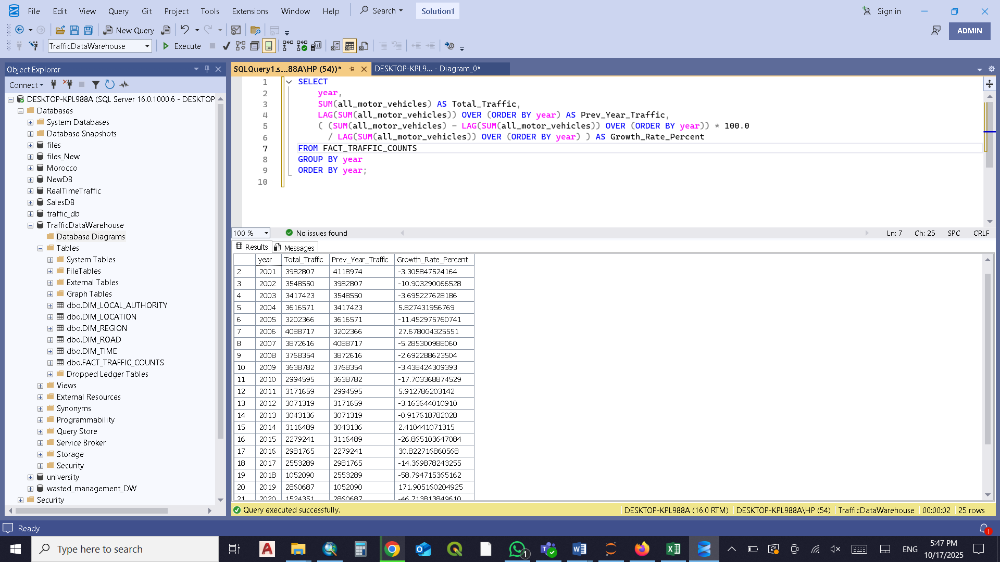 File Edit View Query Git Project Tools Extensions Window Help Search Solution1 Sign in
New Query ADMIN
TrafficDataWarehouse Execute
Object Explorer
Connect
DESKTOP-KPL988A (SQL Server 16.0.1000.6 - DESKTOP
Databases
System Databases
Database Snapshots
files
files_New
Morocco
NewDB
RealTimeTraffic
SalesDB
traffic_db
TrafficDataWarehouse
Database Diagrams
Tables
System Tables
FileTables
External Tables
Graph Tables
dbo.DIM_LOCAL_AUTHORITY
dbo.DIM_LOCATION
dbo.DIM_REGION
dbo.DIM_ROAD
dbo.DIM_TIME
dbo.FACT_TRAFFIC_COUNTS
Dropped Ledger Tables
Views
External Resources
Synonyms
Programmability
Query Store
Service Broker
Storage
Security
university
wasted_management_DW
Security
SQLQuery1.s...88A\HP (54))* DESKTOP-KPL9... - Diagram_0*
1 SELECT
2 year,
3 SUM(all_motor_vehicles) AS Total_Traffic,
4 LAG(SUM(all_motor_vehicles)) OVER (ORDER BY year) AS Prev_Year_Traffic,
5 ( (SUM(all_motor_vehicles) - LAG(SUM(all_motor_vehicles)) OVER (ORDER BY year)) * 100.0
6 / LAG(SUM(all_motor_vehicles)) OVER (ORDER BY year) ) AS Growth_Rate_Percent
7 FROM FACT_TRAFFIC_COUNTS
8 GROUP BY year
9 ORDER BY year;
10
100 % No issues found Ln: 7 Ch: 25 SPC CRLF
Results Messages
year Total_Traffic Prev_Year_Traffic Growth_Rate_Percent
2 2001 3982807 4118974 -3.305847524164
3 2002 3548550 3982807 -10.903290066528
4 2003 3417423 3548550 -3.695227628186
5 2004 3616571 3417423 5.827431956769
6 2005 3202366 3616571 -11.452975760741
7 2006 4088717 3202366 27.678004325551
8 2007 3872616 4088717 -5.285300988060
9 2008 3768354 3872616 -2.692288623504
10 2009 3638782 3768354 -3.438424309393
11 2010 2994595 3638782 -17.703368874529
12 2011 3171659 2994595 5.912786203142
13 2012 3071319 3171659 -3.163644010910
14 2013 3043136 3071319 -0.917618782028
15 2014 3116489 3043136 2.410441071315
16 2015 2279241 3116489 -26.865103647084
17 2016 2981765 2279241 30.822716860568
18 2017 2553289 2981765 -14.369878243255
19 2018 1052090 2553289 -58.794715365162
20 2019 2860687 1052090 171.905160204925
21 2020 1524351 2860687 -46.713813849610
Query executed successfully. DESKTOP-KPL988A (16.0 RTM) DESKTOP-KPL988A\HP (54) TrafficDataWarehouse 00:00:02 25 rows
Ready 1
Type here to search 1 ENG 5:47 PM
10/17/2025